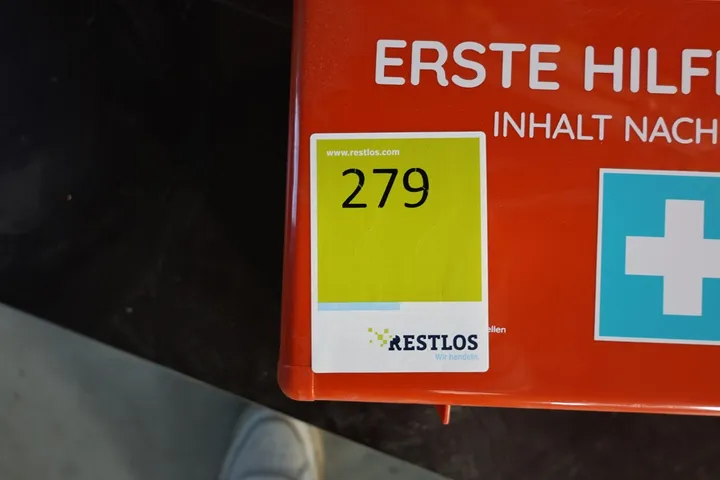 ERSTE HILF
INHALT NACH
www.restlos.com
279
ellen
RESTLOS
Wir handeln.